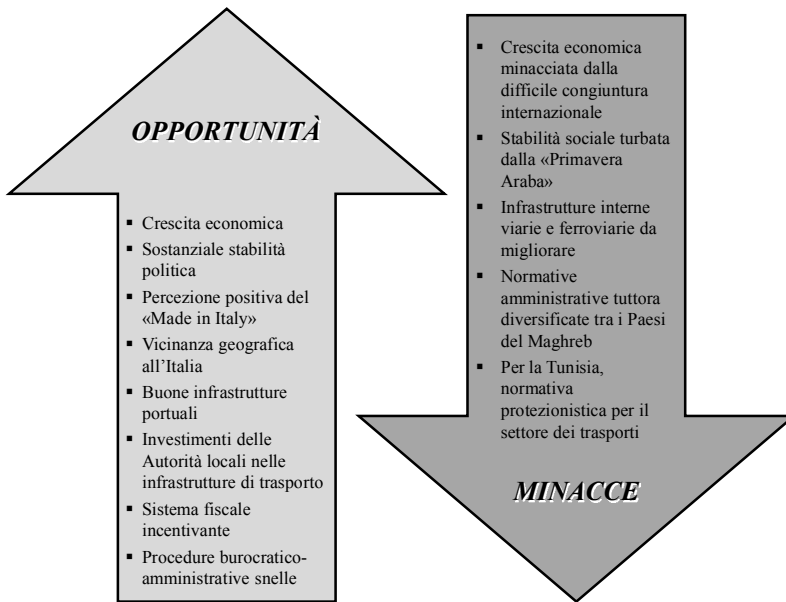 OPPORTUNITÀ
▪ Crescita economica
▪ Sostanziale stabilità
politica
▪ Percezione positiva del
«Made in Italy»
▪ Vicinanza geografica
all’Italia
▪ Buone infrastrutture
portuali
▪ Investimenti delle
Autorità locali nelle
infrastrutture di trasporto
▪ Sistema fiscale
incentivante
▪ Procedure burocratico-
amministrative snelle
▪ Crescita economica
minacciata dalla
difficile congiuntura
internazionale
▪ Stabilità sociale turbata
dalla «Primavera
Araba»
▪ Infrastrutture interne
viarie e ferroviarie da
migliorare
▪ Normative
amministrative tuttora
diversificate tra i Paesi
del Maghreb
▪ Per la Tunisia,
normativa
protezionistica per il
settore dei trasporti
MINACCE